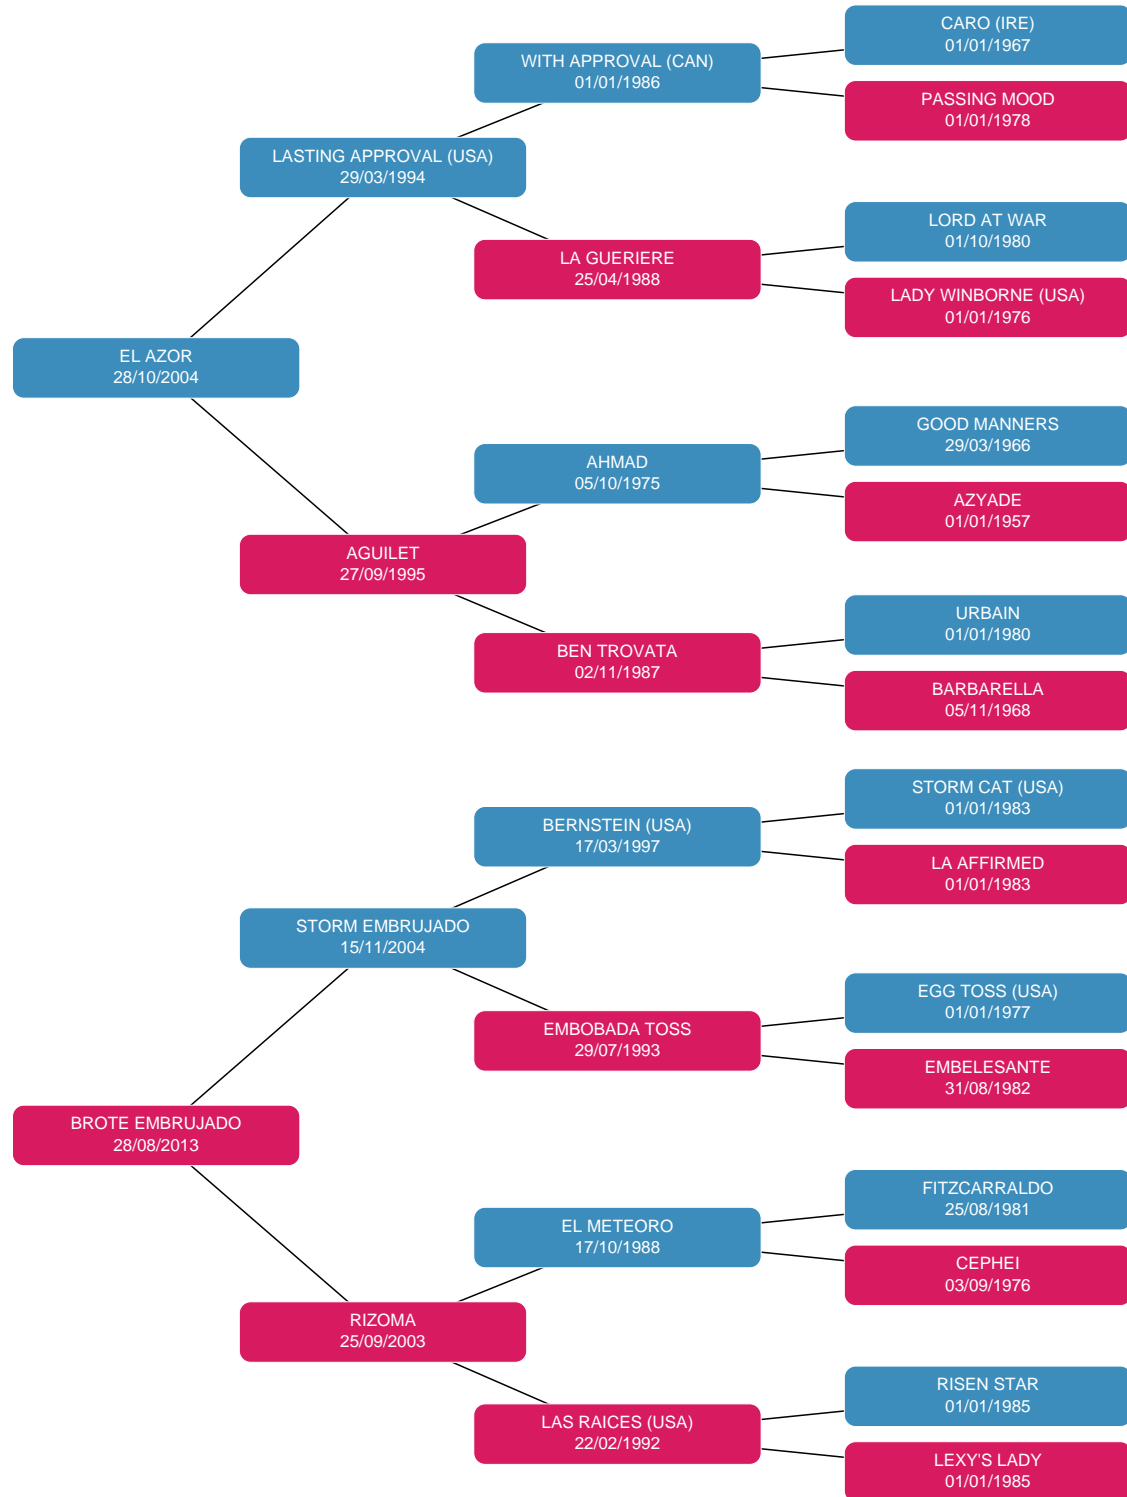 CARO (IRE)
01/01/1967
WITH APPROVAL (CAN)
01/01/1986
PASSING MOOD
01/01/1978
LASTING APPROVAL (USA)
29/03/1994
LORD AT WAR
01/10/1980
LA GUERIERE
25/04/1988
LADY WINBORNE (USA)
01/01/1976
EL AZOR
28/10/2004
GOOD MANNERS
29/03/1966
AHMAD
05/10/1975
AZYADE
01/01/1957
AGUILET
27/09/1995
URBAIN
01/01/1980
BEN TROVATA
02/11/1987
BARBARELLA
05/11/1968
STORM CAT (USA)
01/01/1983
BERNSTEIN (USA)
17/03/1997
LA AFFIRMED
01/01/1983
STORM EMBRUJADO
15/11/2004
EGG TOSS (USA)
01/01/1977
EMBOBADA TOSS
29/07/1993
EMBELESANTE
31/08/1982
BROTE EMBRUJADO
28/08/2013
FITZCARRALDO
25/08/1981
EL METEORO
17/10/1988
CEPHEI
03/09/1976
RIZOMA
25/09/2003
RISEN STAR
01/01/1985
LAS RAICES (USA)
22/02/1992
LEXY'S LADY
01/01/1985